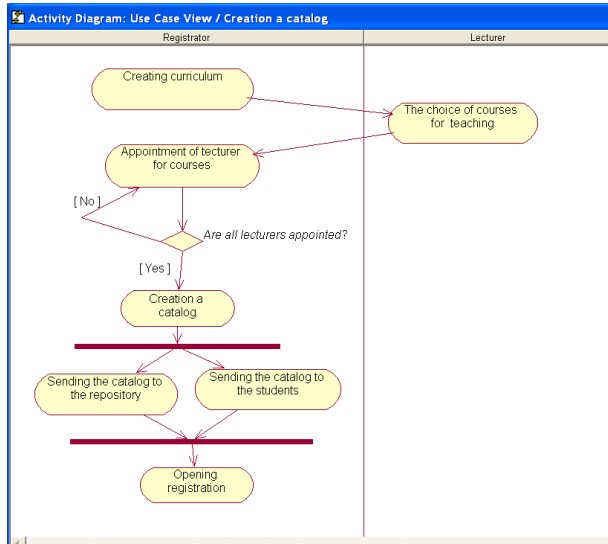 Activity Diagram: Use Case View / Creation a catalog
Registrator
Lecturer
Creating curriculum
The choice of courses
for teaching
Appointment of tecturer
for courses
[ No ]
Are all lecturers appointed?
[ Yes ]
Creation a
catalog
Sending the catalog to
the repository
Sending the catalog to
the students
Opening
registration